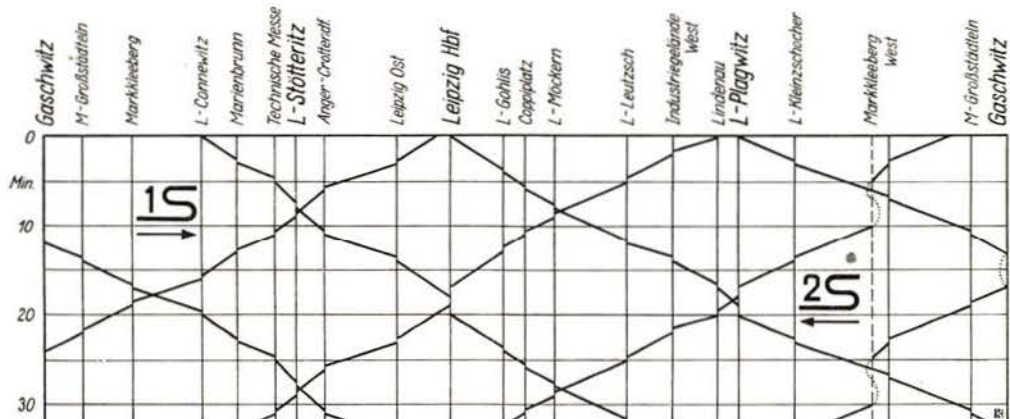 Gaschwitz
M-Großstädteln
Markkleeberg
L-Connewitz
Marienbrunn
Technische Messe
L-Stötteritz
Anger-Crottendf.
Leipzig Ost
Leipzig Hbf
L-Gohlis
Coppiplatz
L-Möckern
L-Leutzsch
Industriegelände
West
Lindenau
L-Plagwitz
L-Kleinzschocher
Markkleeberg
West
M-Großstädteln
Gaschwitz
0
Min.
10
20
30
1S
2S